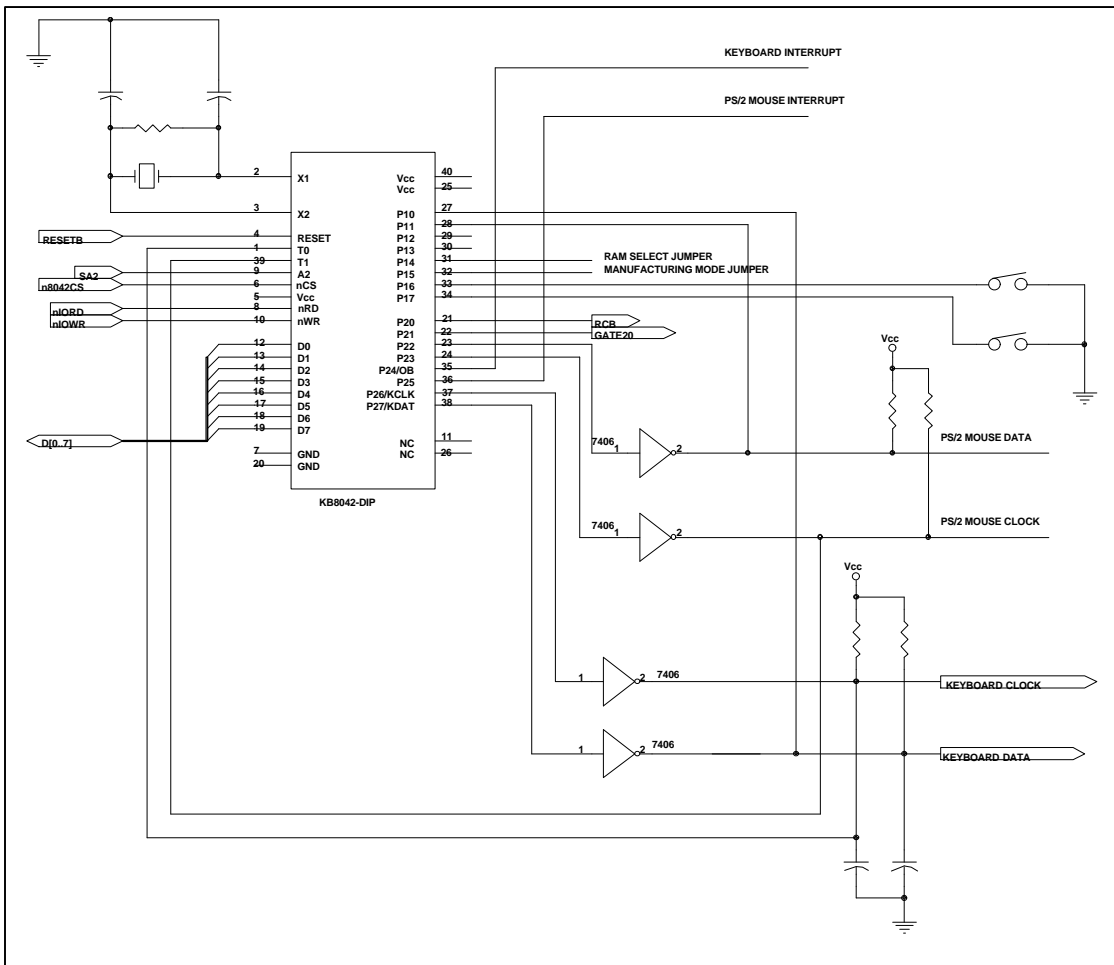 KEYBOARD INTERRUPT
PS/2 MOUSE INTERRUPT
2 X1 Vcc 40
Vcc 25
3 X2 P10 27
P11 28
RESETB 4 RESET P12 29
1 T0 P13 30
39 T1 P14 31 RAM SELECT JUMPER
SA2 9 A2 P15 32 MANUFACTURING MODE JUMPER
n8042CS 6 nCS P16 33
5 Vcc P17 34
nIORD 8 nRD
nIOWR 10 nWR P20 21 RCB
P21 22 GATE20
12 D0 P22 23
13 D1 P23 24
14 D2 P24/OB 35
15 D3 P25 36
16 D4 P26/KCLK 37
17 D5 P27/KDAT 38
18 D6
19 D7
D[0..7]
NC 11
7 GND NC 26
20 GND
KB8042-DIP
Vcc
7406 1 2 PS/2 MOUSE DATA
7406 1 2 PS/2 MOUSE CLOCK
Vcc
1 2 7406 KEYBOARD CLOCK
1 2 7406 KEYBOARD DATA